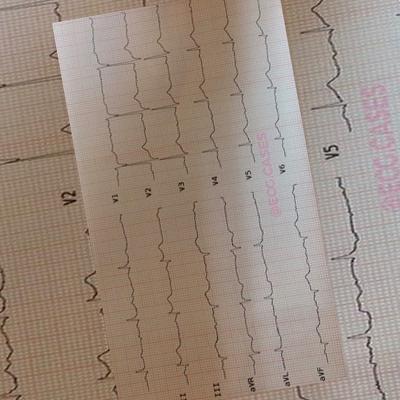 V1
V2
V3
V4
V5
V6
II
III
aVR
aVL
aVF
@ECG.CASES
V2
V5
ECG.CASES